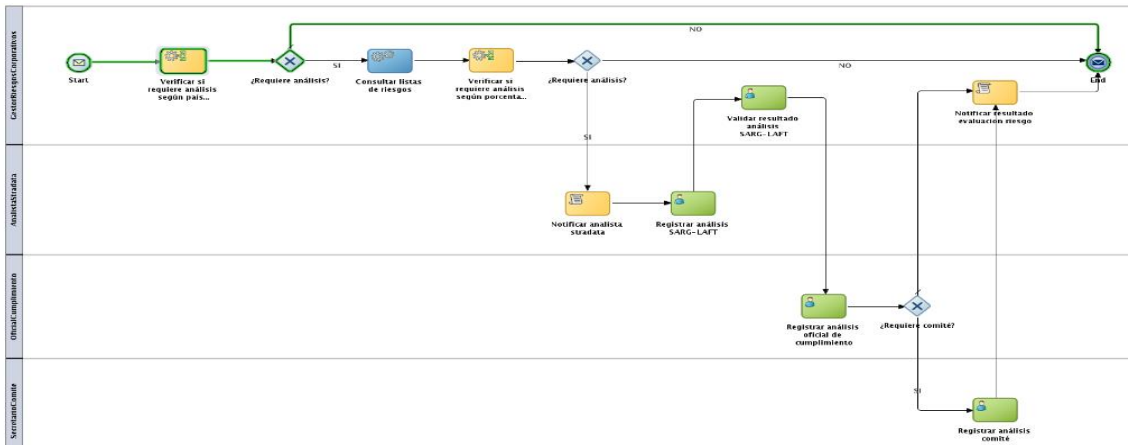 GestorRiesgosCorporativos
Start
Verificar si
requiere análisis
según pais...
¿Requiere análisis?
SI
Consultar listas
de riesgos
Verificar si
requiere análisis
según porcenta...
¿Requiere análisis?
NO
NO
End
Validar resultado
análisis
SARG-LAFT
Notificar resultado
evaluación riesgo
SI
AnalistaStradata
Notificar analista
stradata
Registrar análisis
SARG-LAFT
OficialCumplimiento
Registrar análisis
oficial de
cumplimiento
¿Requiere comité?
SI
SecretarioComite
Registrar análisis
comité